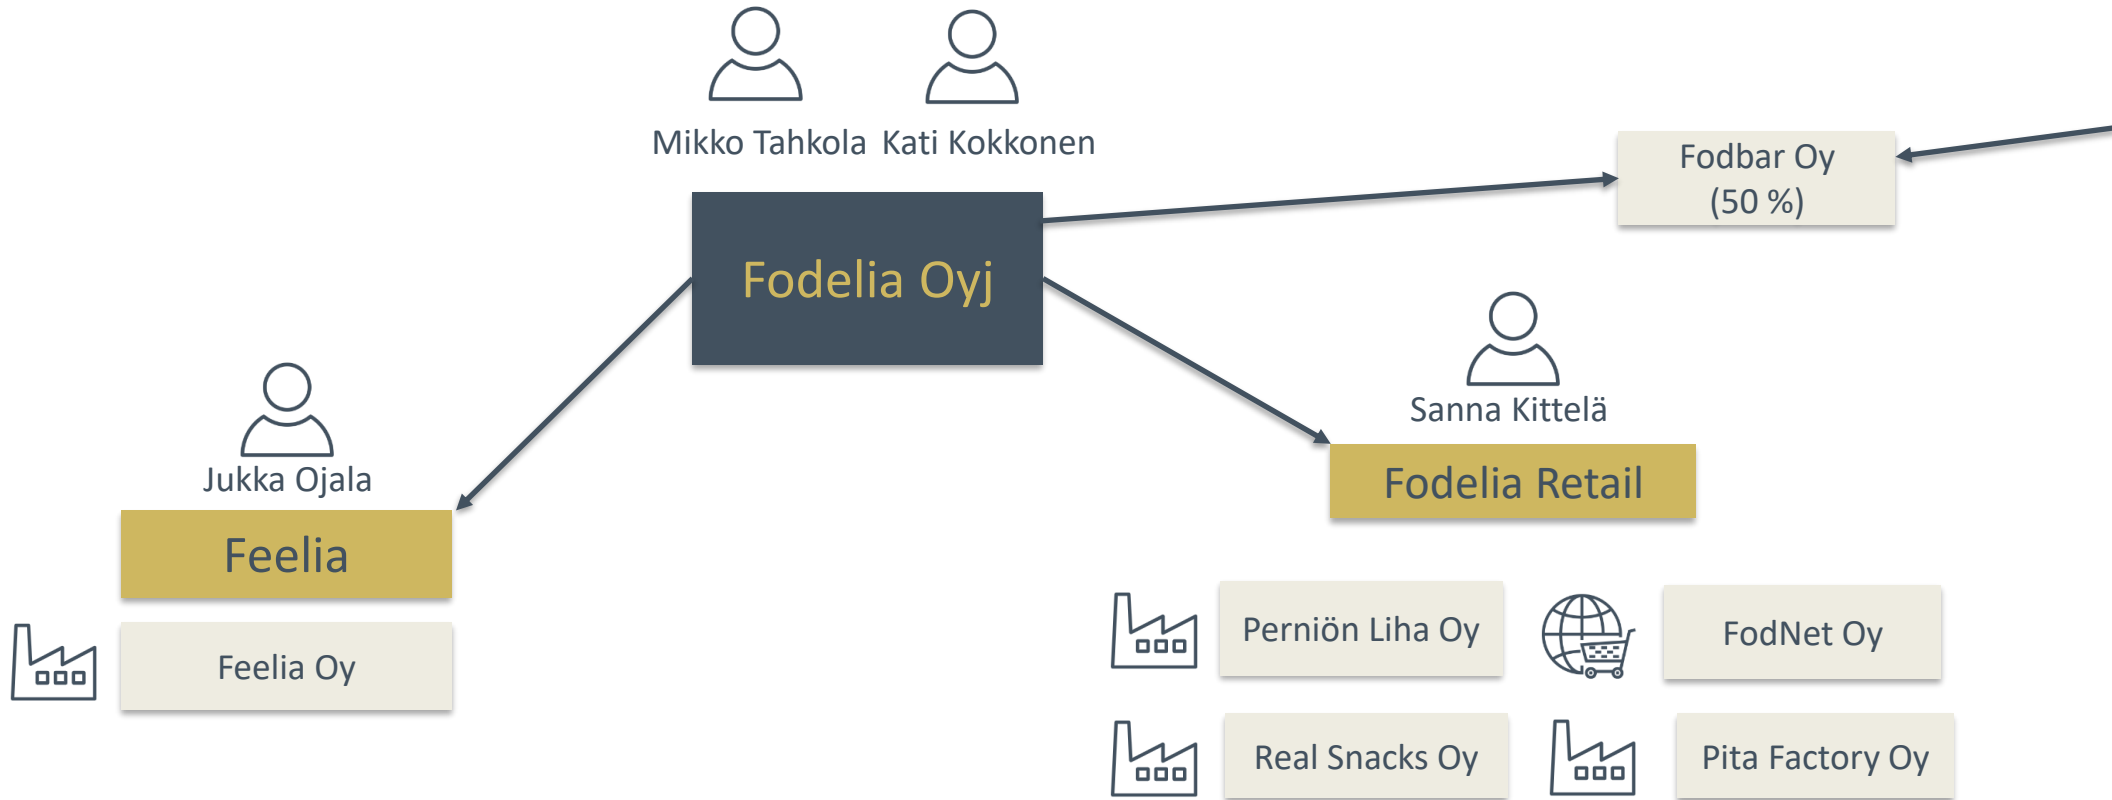 Mikko Tahkola
Kati Kokkonen
Fodbar Oy
(50 %)
Fodelia Oyj
Sanna Kittelä
Jukka Ojala
Fodelia Retail
Feelia
Perniön Liha Oy
FodNet Oy
Feelia Oy
Real Snacks Oy
Pita Factory Oy